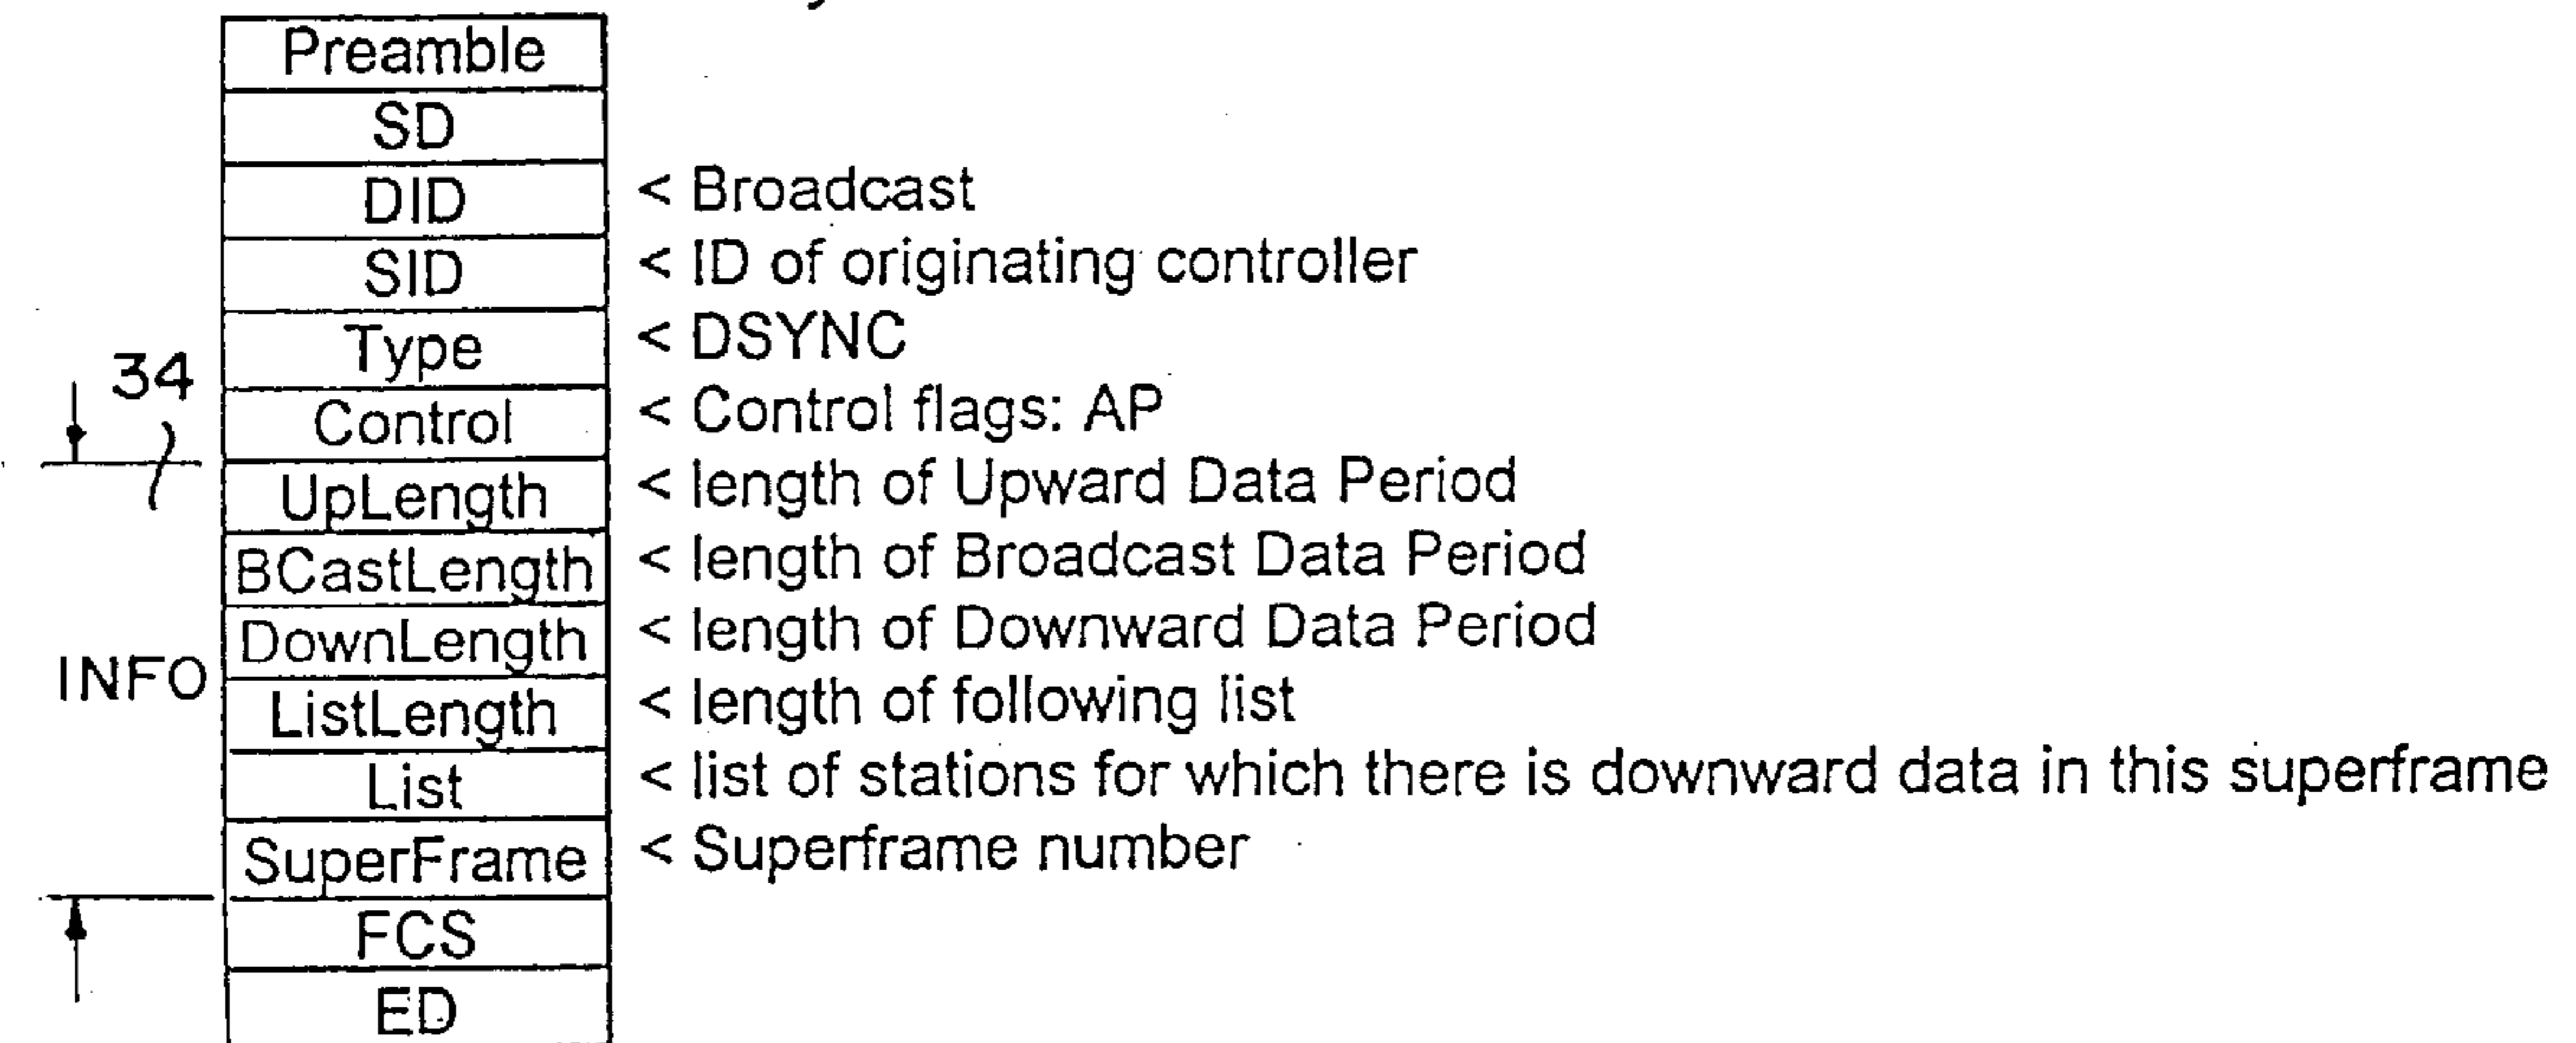 Preamble
SD
DID < Broadcast
SID < ID of originating controller
Type < DSYNC
34
Control < Control flags: AP
UpLength < length of Upward Data Period
BCastLength < length of Broadcast Data Period
DownLength < length of Downward Data Period
INFO
ListLength < length of following list
List < list of stations for which there is downward data in this superframe
SuperFrame < Superframe number
FCS
ED